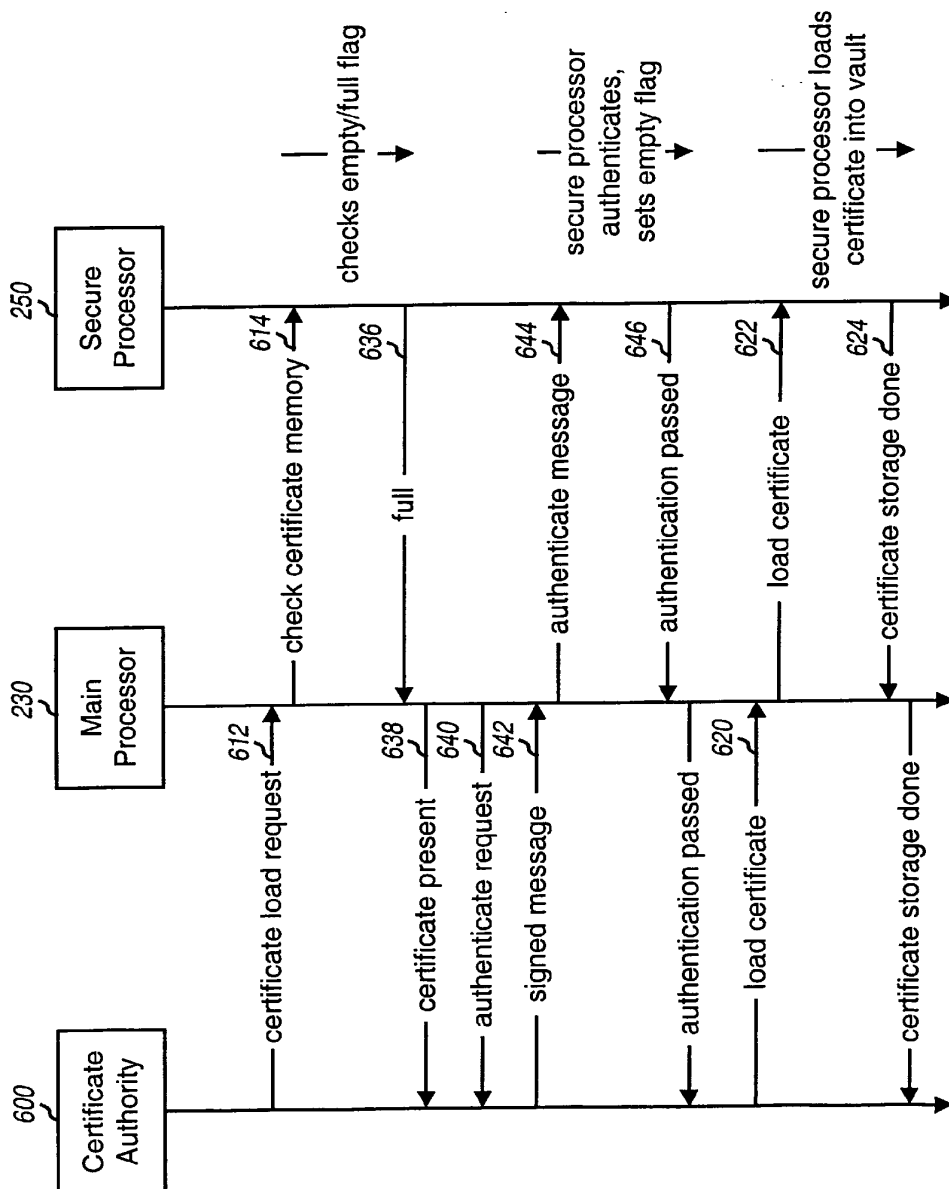 600
Certificate
Authority
230
Main
Processor
250
Secure
Processor
certificate load request
612
check certificate memory
614
checks empty/full flag
full
636
certificate present
638
authenticate request
640
signed message
642
authenticate message
644
secure processor
authenticates,
sets empty flag
authentication passed
646
authentication passed
load certificate
620
load certificate
622
secure processor loads
certificate into vault
certificate storage done
624
certificate storage done